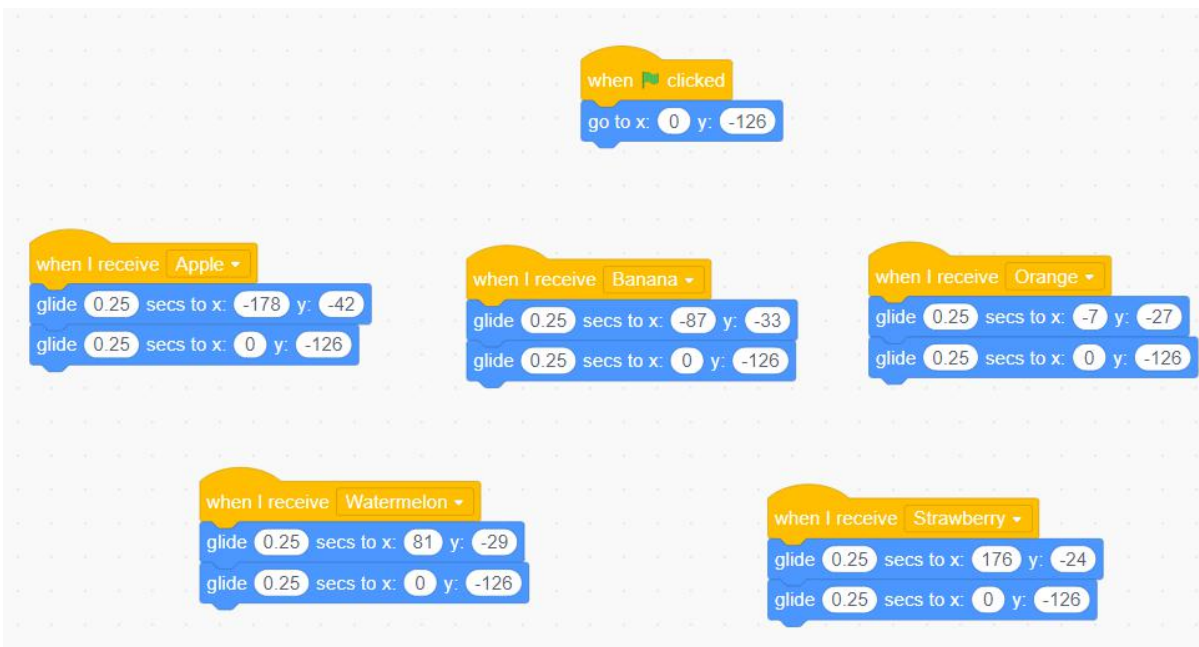 when clicked
go to x: 0 y: -126
when I receive Apple
glide 0.25 secs to x: -178 y: -42
glide 0.25 secs to x: 0 y: -126
when I receive Banana
glide 0.25 secs to x: -87 y: -33
glide 0.25 secs to x: 0 y: -126
when I receive Orange
glide 0.25 secs to x: -7 y: -27
glide 0.25 secs to x: 0 y: -126
when I receive Watermelon
glide 0.25 secs to x: 81 y: -29
glide 0.25 secs to x: 0 y: -126
when I receive Strawberry
glide 0.25 secs to x: 176 y: -24
glide 0.25 secs to x: 0 y: -126